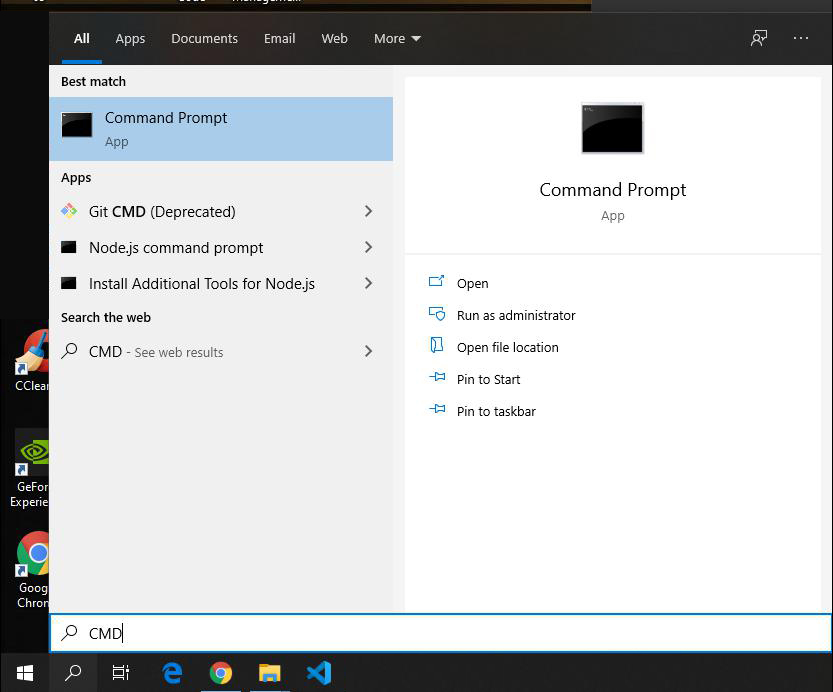 All Apps Documents Email Web More
Best match
Command Prompt
App
Apps
Git CMD (Deprecated)
Node.js command prompt
Install Additional Tools for Node.js
Search the web
CMD - See web results
Command Prompt
App
Open
Run as administrator
Open file location
Pin to Start
Pin to taskbar
CClea
GeFor
Experie
Goog
Chron
CMD